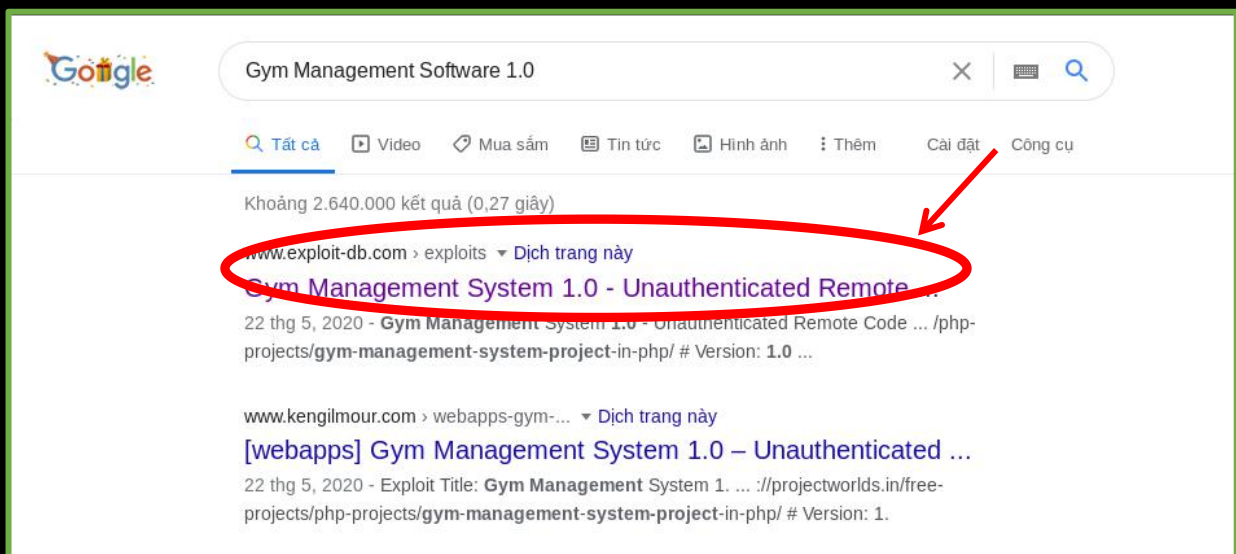 Google
Gym Management Software 1.0
Tất cả Video Mua sắm Tin tức Hình ảnh Thêm Cài đặt Công cụ
Khoảng 2.640.000 kết quả (0,27 giây)
www.exploit-db.com › exploits ▾ Dịch trang này
Gym Management System 1.0 - Unauthenticated Remote ...
22 thg 5, 2020 - Gym Management System 1.0 - Unauthenticated Remote Code ... /php-
projects/gym-management-system-project-in-php/ # Version: 1.0 ...
www.kengilmour.com › webapps-gym-... ▾ Dịch trang này
[webapps] Gym Management System 1.0 – Unauthenticated ...
22 thg 5, 2020 - Exploit Title: Gym Management System 1. ... ://projectworlds.in/free-
projects/php-projects/gym-management-system-project-in-php/ # Version: 1.